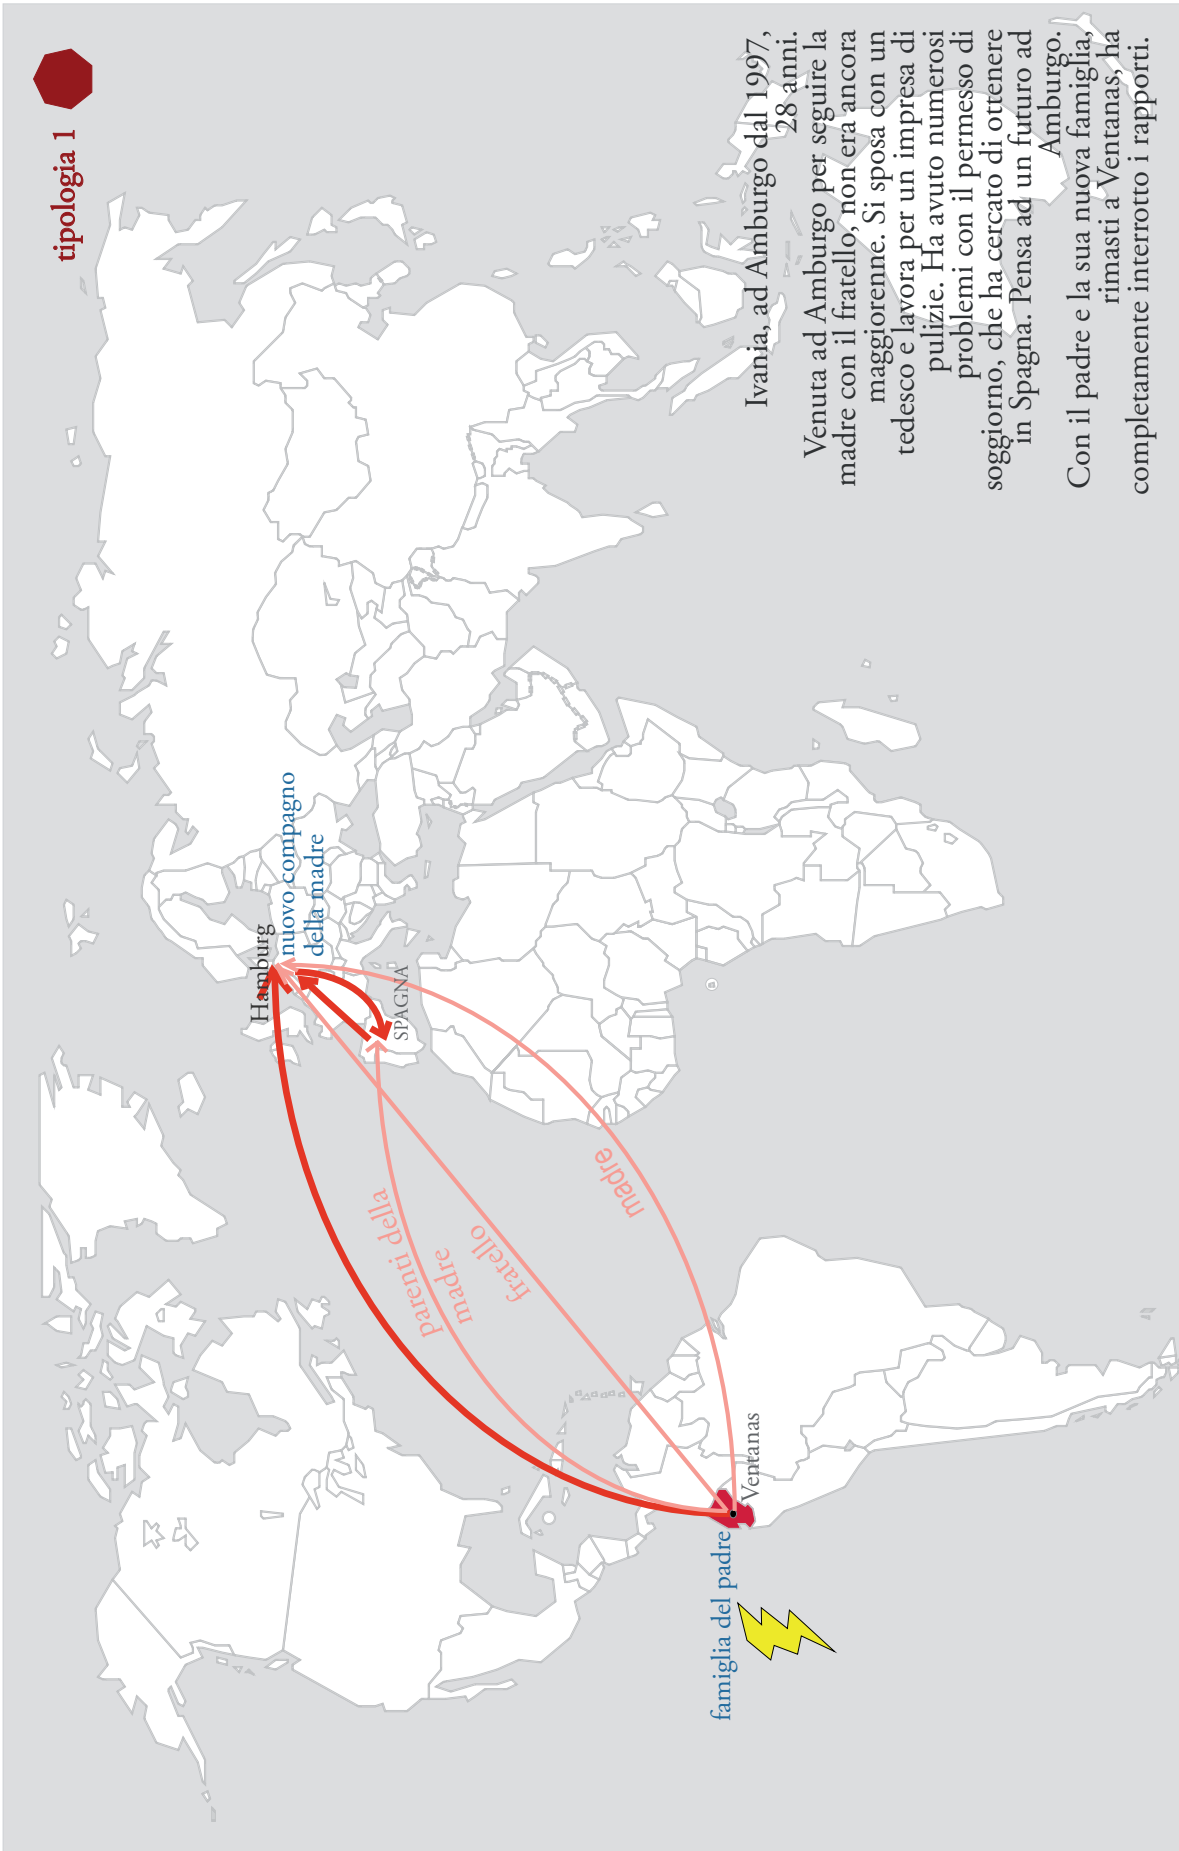 tipologia 1
Hamburg
nuovo compagno
della madre
SPAGNA
Parenti della
madre
fratello
madre
Ventanas
famiglia del padre
Ivania, ad Amburgo dal 1997,
28 anni.
Venuta ad Amburgo per seguire la
madre con il fratello, non era ancora
maggiorenne. Si sposa con un
tedesco e lavora per un impresa di
pulizie. Ha avuto numerosi
problemi con il permesso di
soggiorno, che ha cercato di ottenere
in Spagna. Pensa ad un futuro ad
Amburgo.
Con il padre e la sua nuova famiglia,
rimasti a Ventanas, ha
completamente interrotto i rapporti.